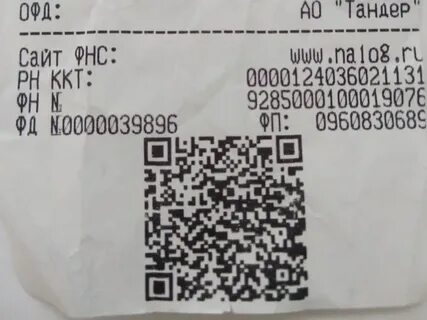 ОФД: АО "Тандер"
Сайт ФНС: www.nalog.ru
РН ККТ: 0000124036021131
ФН № 9285000100019076
ФД №0000039896 ФП: 0960830689